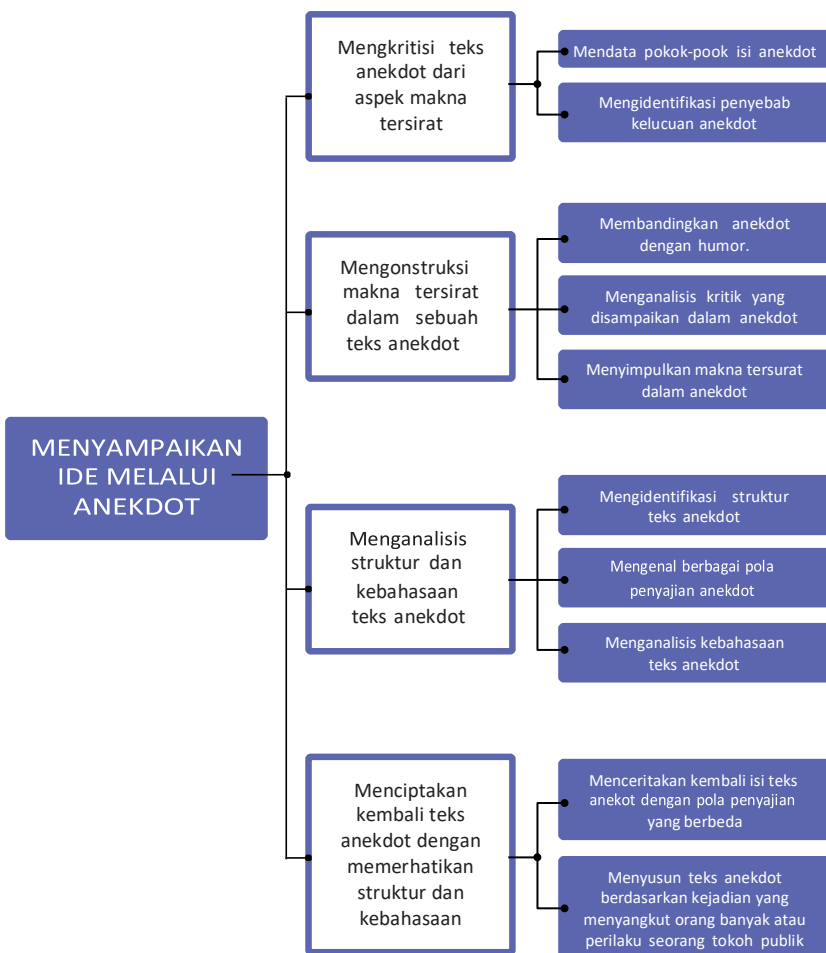 MENYAMPAIKAN
IDE MELALUI
ANEKDOT
Mengkritisi teks
anekdot dari
aspek makna
tersirat
Mendata pokok-pook isi anekdot
Mengidentifikasi penyebab
kelucuan anekdot
Mengonstruksi
makna tersirat
dalam sebuah
teks anekdot
Membandingkan anekdot
dengan humor.
Menganalisis kritik yang
disampaikan dalam anekdot
Menyimpulkan makna tersurat
dalam anekdot
Menganalisis
struktur dan
kebahasaan
teks anekdot
Mengidentifikasi struktur
teks anekdot
Mengenal berbagai pola
penyajian anekdot
Menganalisis kebahasaan
teks anekdot
Menciptakan
kembali teks
anekdot dengan
memerhatikan
struktur dan
kebahasaan
Menceritakan kembali isi teks
anekot dengan pola penyajian
yang berbeda
Menyusun teks anekdot
berdasarkan kejadian yang
menyangkut orang banyak atau
perilaku seorang tokoh publik